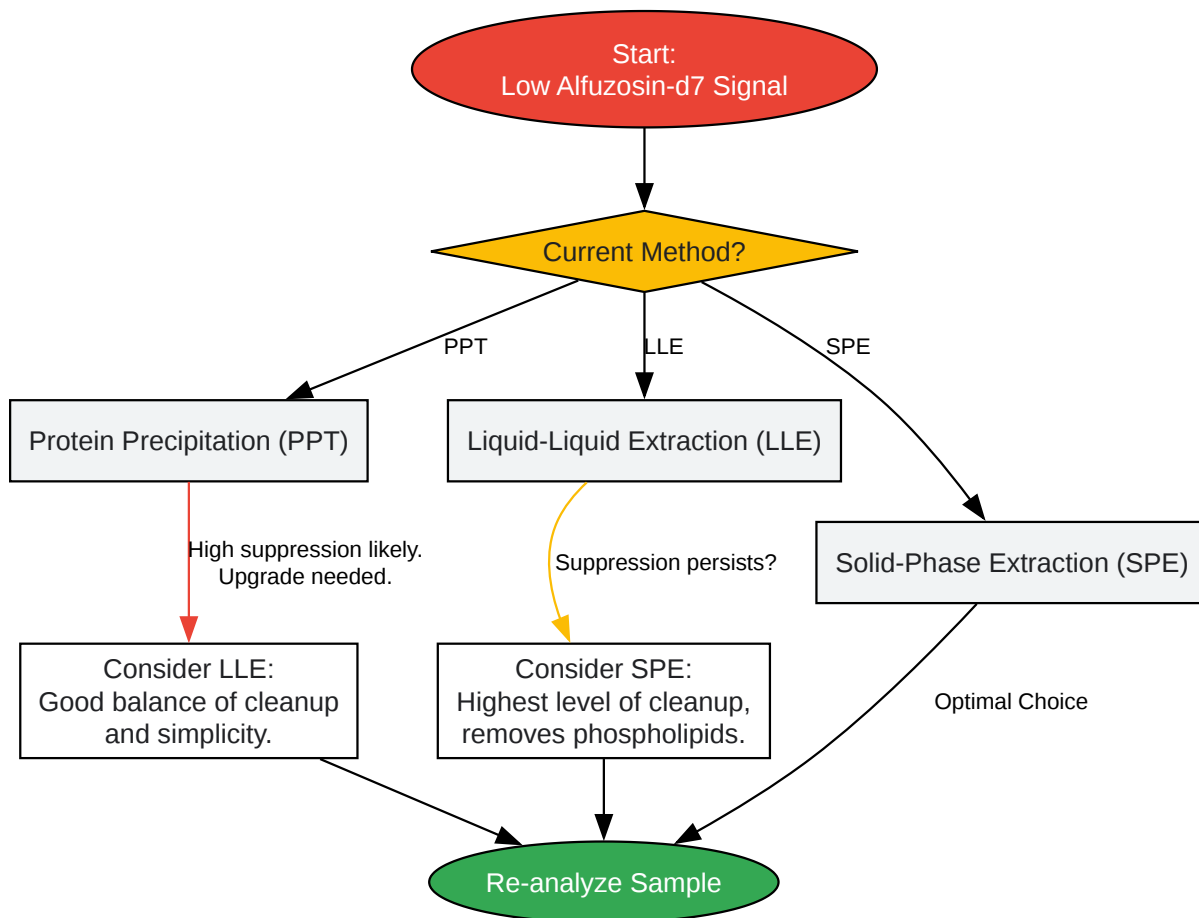 Start:
Low Alfuzosin-d7 Signal
Current Method?
PPT
LLE
SPE
Protein Precipitation (PPT)
Liquid-Liquid Extraction (LLE)
Solid-Phase Extraction (SPE)
High suppression likely.
Upgrade needed.
Suppression persists?
Consider LLE:
Good balance of cleanup
and simplicity.
Consider SPE:
Highest level of cleanup,
removes phospholipids.
Optimal Choice
Re-analyze Sample